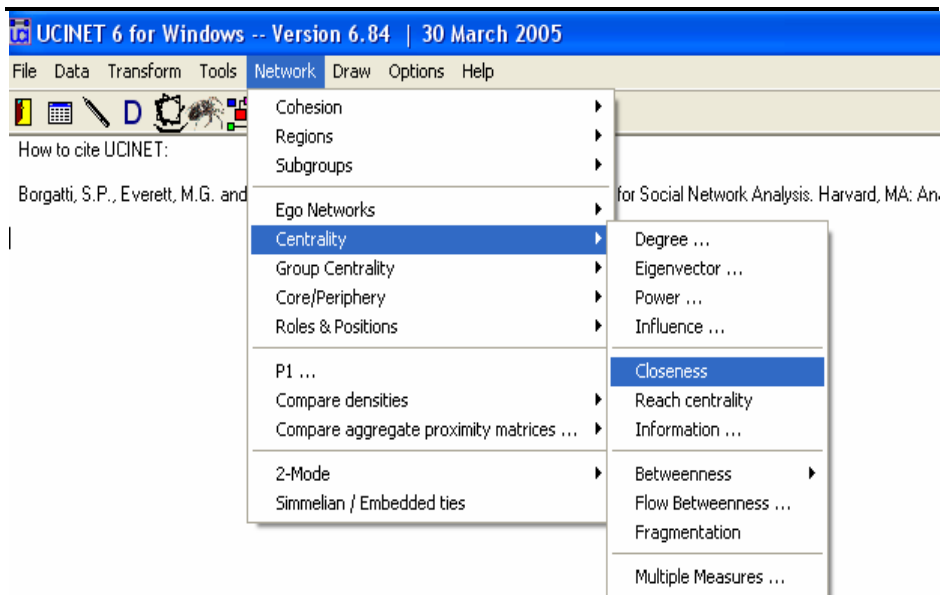 UCINET 6 for Windows -- Version 6.84 | 30 March 2005
File Data Transform Tools Network Draw Options Help
D
How to cite UCINET:
Borgatti, S.P., Everett, M.G. and
for Social Network Analysis. Harvard, MA: An
Cohesion
Regions
Subgroups
Ego Networks
Centrality
Group Centrality
Core/Periphery
Roles & Positions
P1 ...
Compare densities
Compare aggregate proximity matrices ...
2-Mode
Simmelian / Embedded ties
Degree ...
Eigenvector ...
Power ...
Influence ...
Closeness
Reach centrality
Information ...
Betweenness
Flow Betweenness ...
Fragmentation
Multiple Measures ...